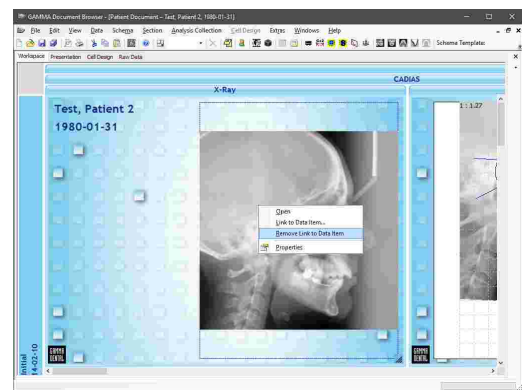 GAMMA Document Browser - [Patient Document - Test, Patient 2, 1980-01-31]
File Edit View Data Schema Section Analysis Collection Cell Design Extras Windows Help
Schema Template:
Workspace Presentation Cell Design Raw Data
CADIAS
X-Ray
Test, Patient 2
1980-01-31
1 : 1.27
Open
Link to Data Item...
Remove Link to Data Item
Properties
Initial
14-02-10
GAMMA
DENTAL
GAMMA
DENTAL